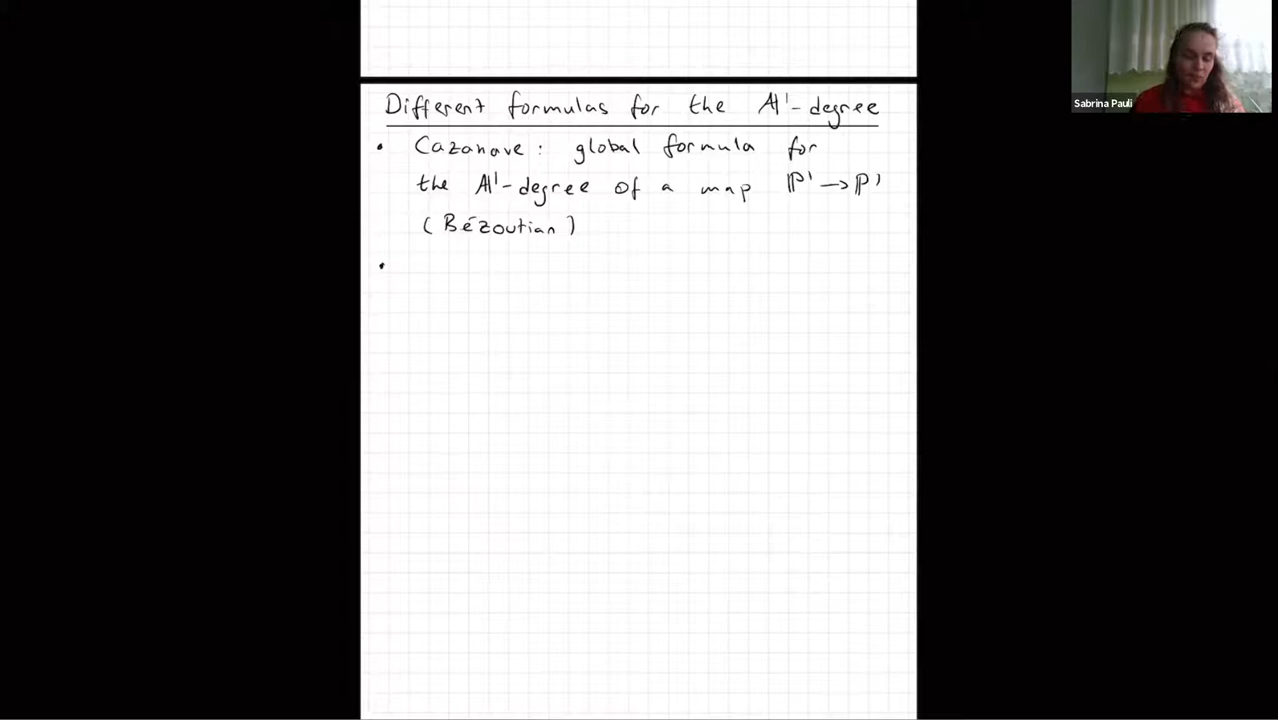 Different formulas for the A¹-degree
• Cazanave : global formula for
the A¹-degree of a map P¹ → P¹
(Bézoutian)
•
Sabrina Pauli